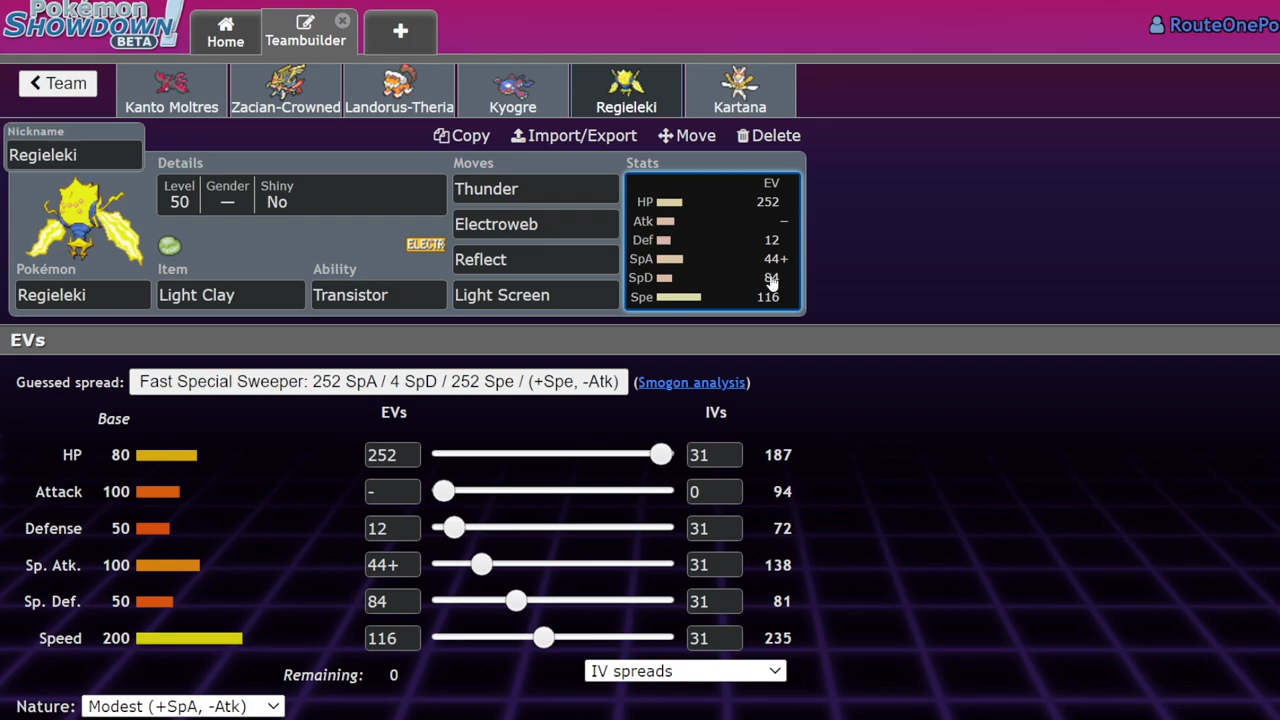 Pokémon
SHOWDOWN!
BETA
Home
Teambuilder
RouteOnePo
Team
Kanto Moltres
Zacian-Crowned
Landorus-Theria
Kyogre
Regieleki
Kartana
Copy
Import/Export
Move
Delete
Nickname
Regieleki
Details
Level
50
Gender
—
Shiny
No
ELECTR
Pokémon
Regieleki
Item
Light Clay
Ability
Transistor
Moves
Thunder
Electroweb
Reflect
Light Screen
Stats
EV
HP 252
Atk –
Def 12
SpA 44+
SpD 84
Spe 116
EVs
Guessed spread: Fast Special Sweeper: 252 SpA / 4 SpD / 252 Spe / (+Spe, -Atk) (Smogon analysis)
Base EVs IVs
HP 80 252 31 187
Attack 100 - 0 94
Defense 50 12 31 72
Sp. Atk. 100 44+ 31 138
Sp. Def. 50 84 31 81
Speed 200 116 31 235
Remaining: 0
IV spreads
Nature: Modest (+SpA, -Atk)